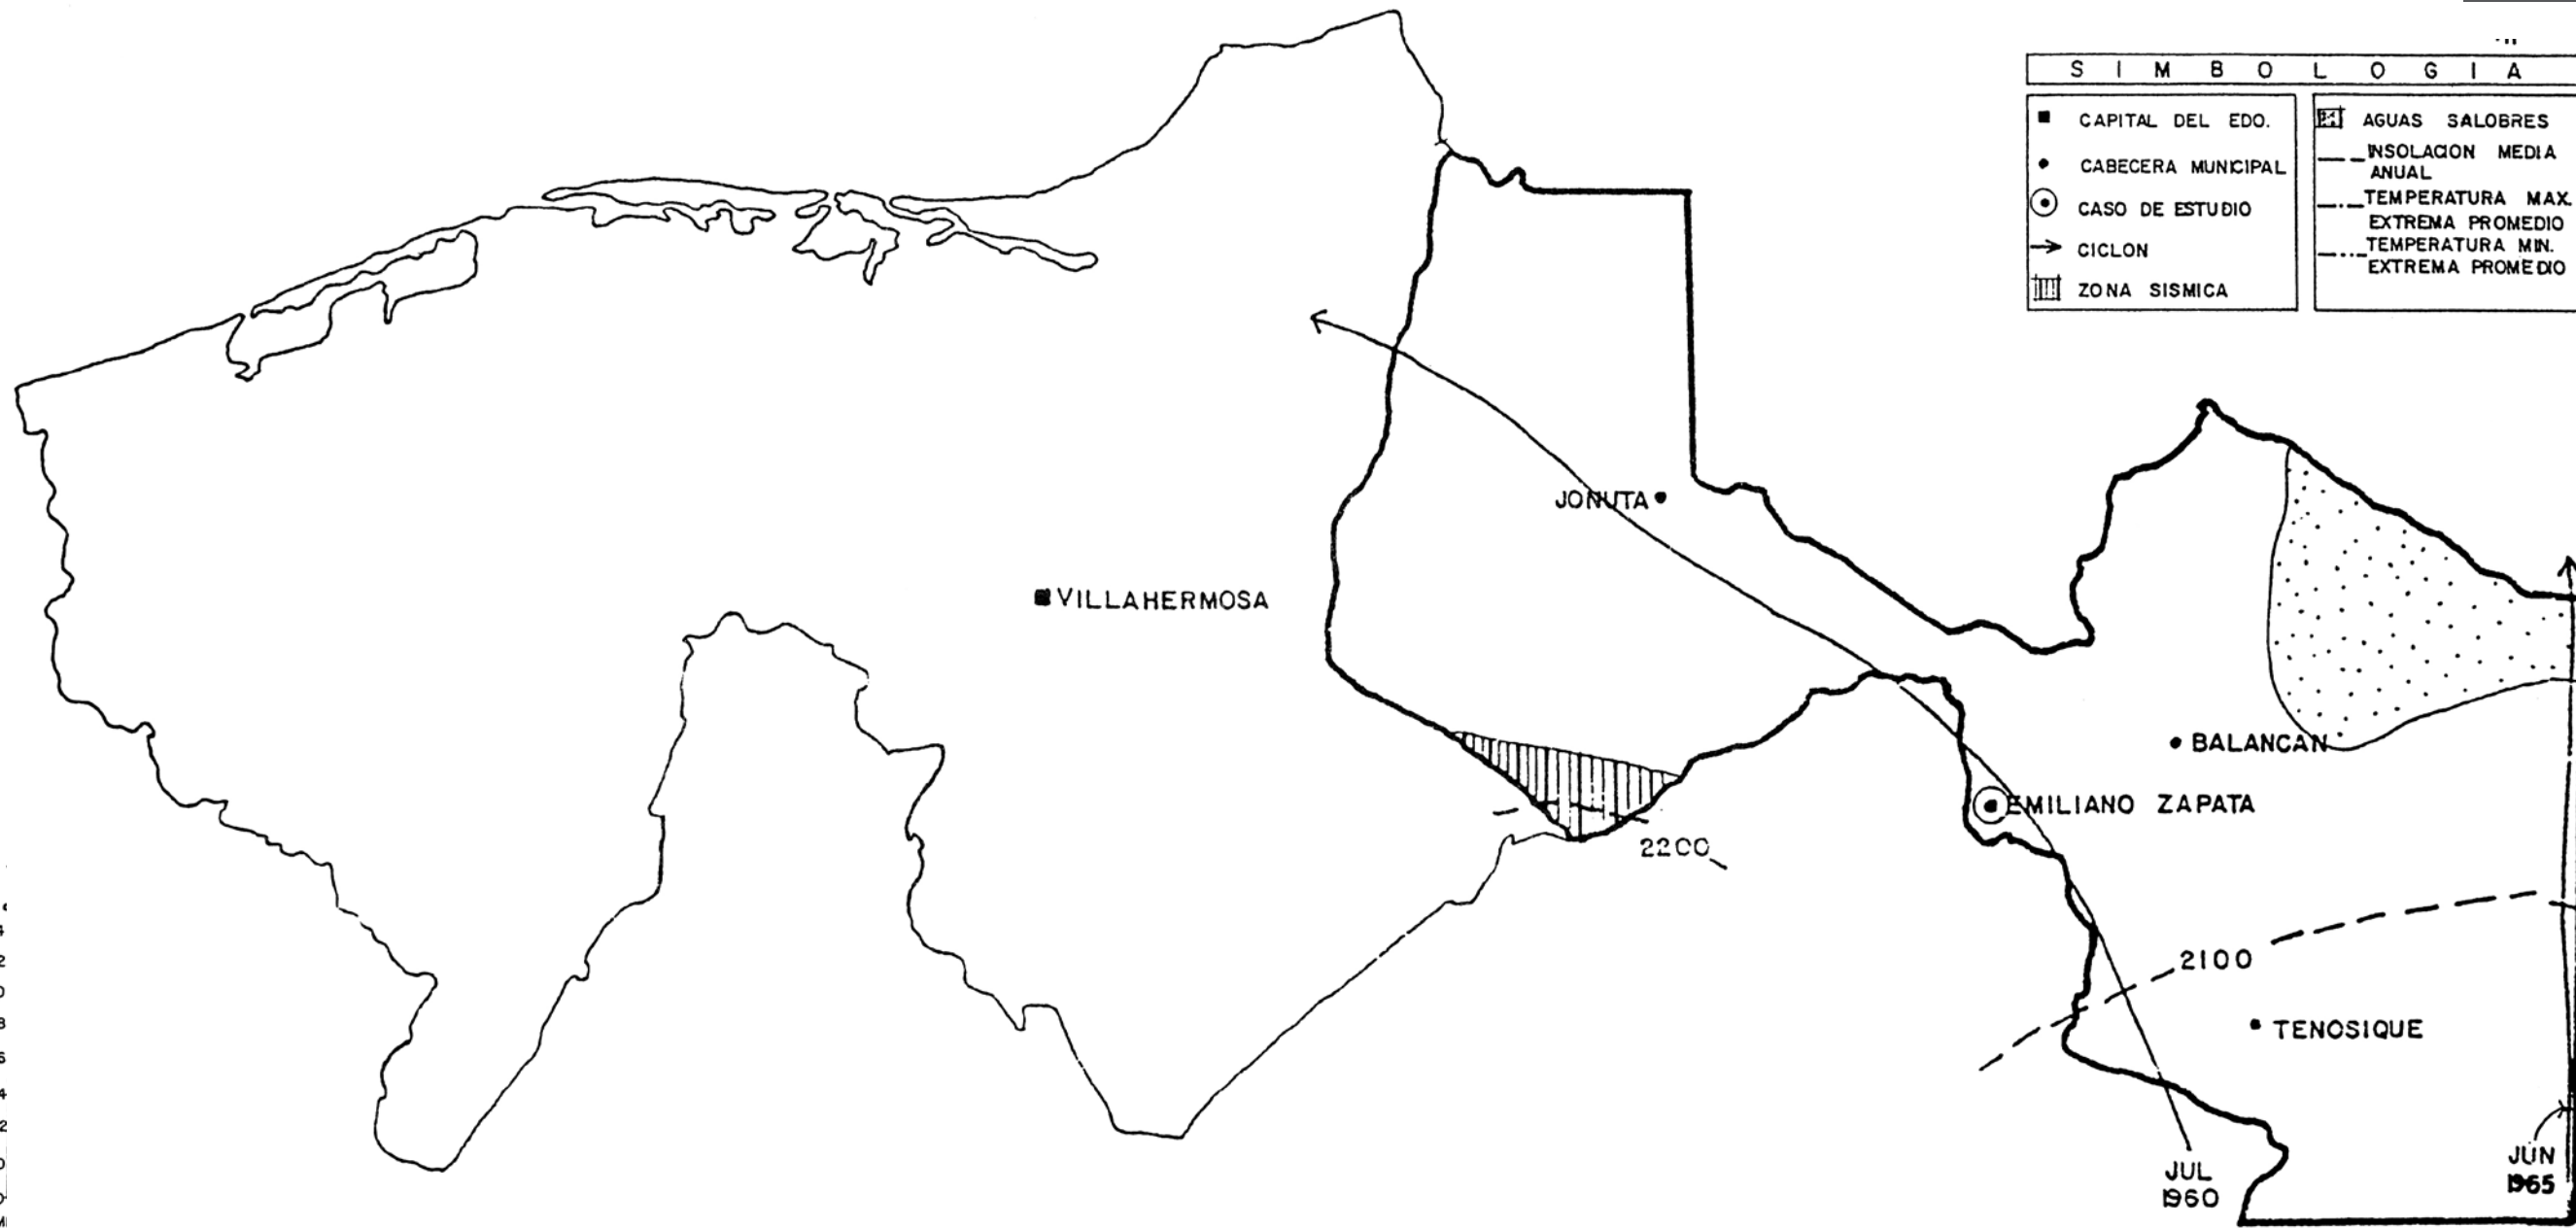 S I M B O L O G I A
CAPITAL DEL EDO.
CABECERA MUNICIPAL
CASO DE ESTUDIO
CICLON
ZONA SISMICA
AGUAS SALOBRES
INSOLACION MEDIA
ANUAL
TEMPERATURA MAX.
EXTREMA PROMEDIO
TEMPERATURA MIN.
EXTREMA PROMEDIO
JONUTA
VILLAHERMOSA
BALANCAN
EMILIANO ZAPATA
2200
2100
TENOSIQUE
JUL
1960
JUN
1965